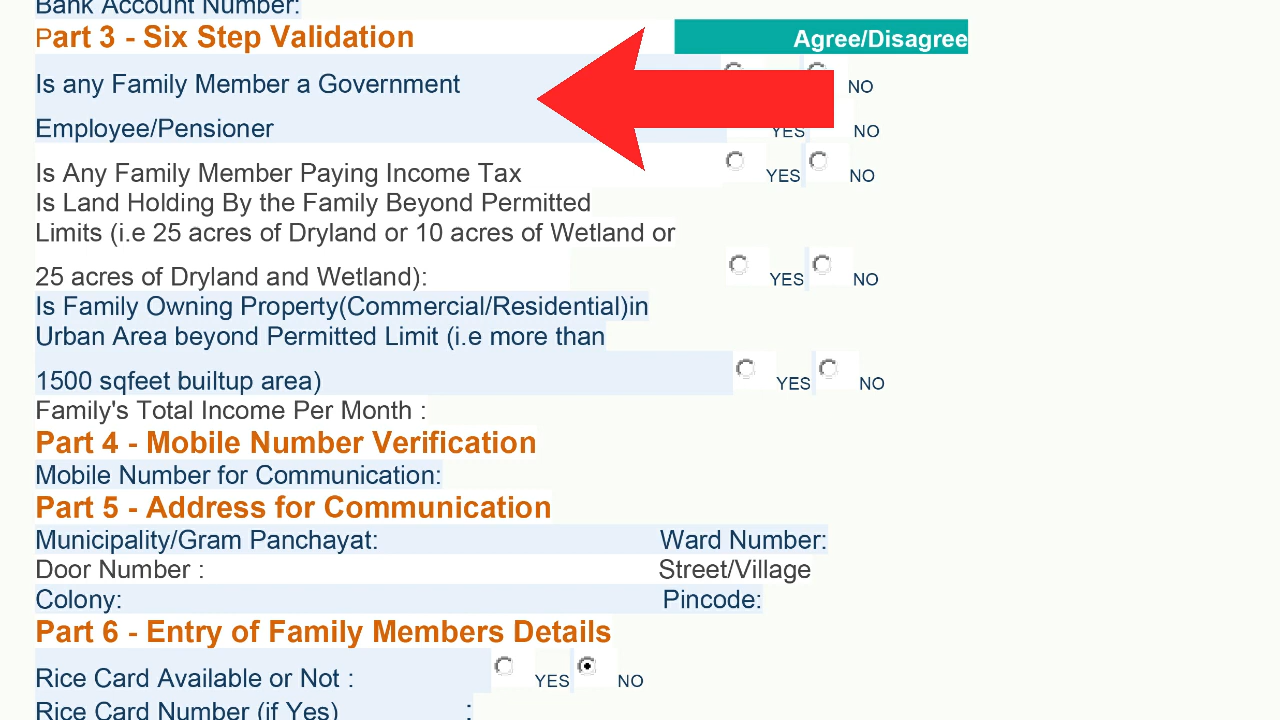 Bank Account Number:
Part 3 - Six Step Validation Agree/Disagree
Is any Family Member a Government NO
Employee/Pensioner YES NO
Is Any Family Member Paying Income Tax YES NO
Is Land Holding By the Family Beyond Permitted
Limits (i.e 25 acres of Dryland or 10 acres of Wetland or
25 acres of Dryland and Wetland): YES NO
Is Family Owning Property(Commercial/Residential)in
Urban Area beyond Permitted Limit (i.e more than
1500 sqfeet builtup area) YES NO
Family's Total Income Per Month :
Part 4 - Mobile Number Verification
Mobile Number for Communication:
Part 5 - Address for Communication
Municipality/Gram Panchayat: Ward Number:
Door Number : Street/Village
Colony: Pincode:
Part 6 - Entry of Family Members Details
Rice Card Available or Not : YES NO
Rice Card Number (if Yes) :